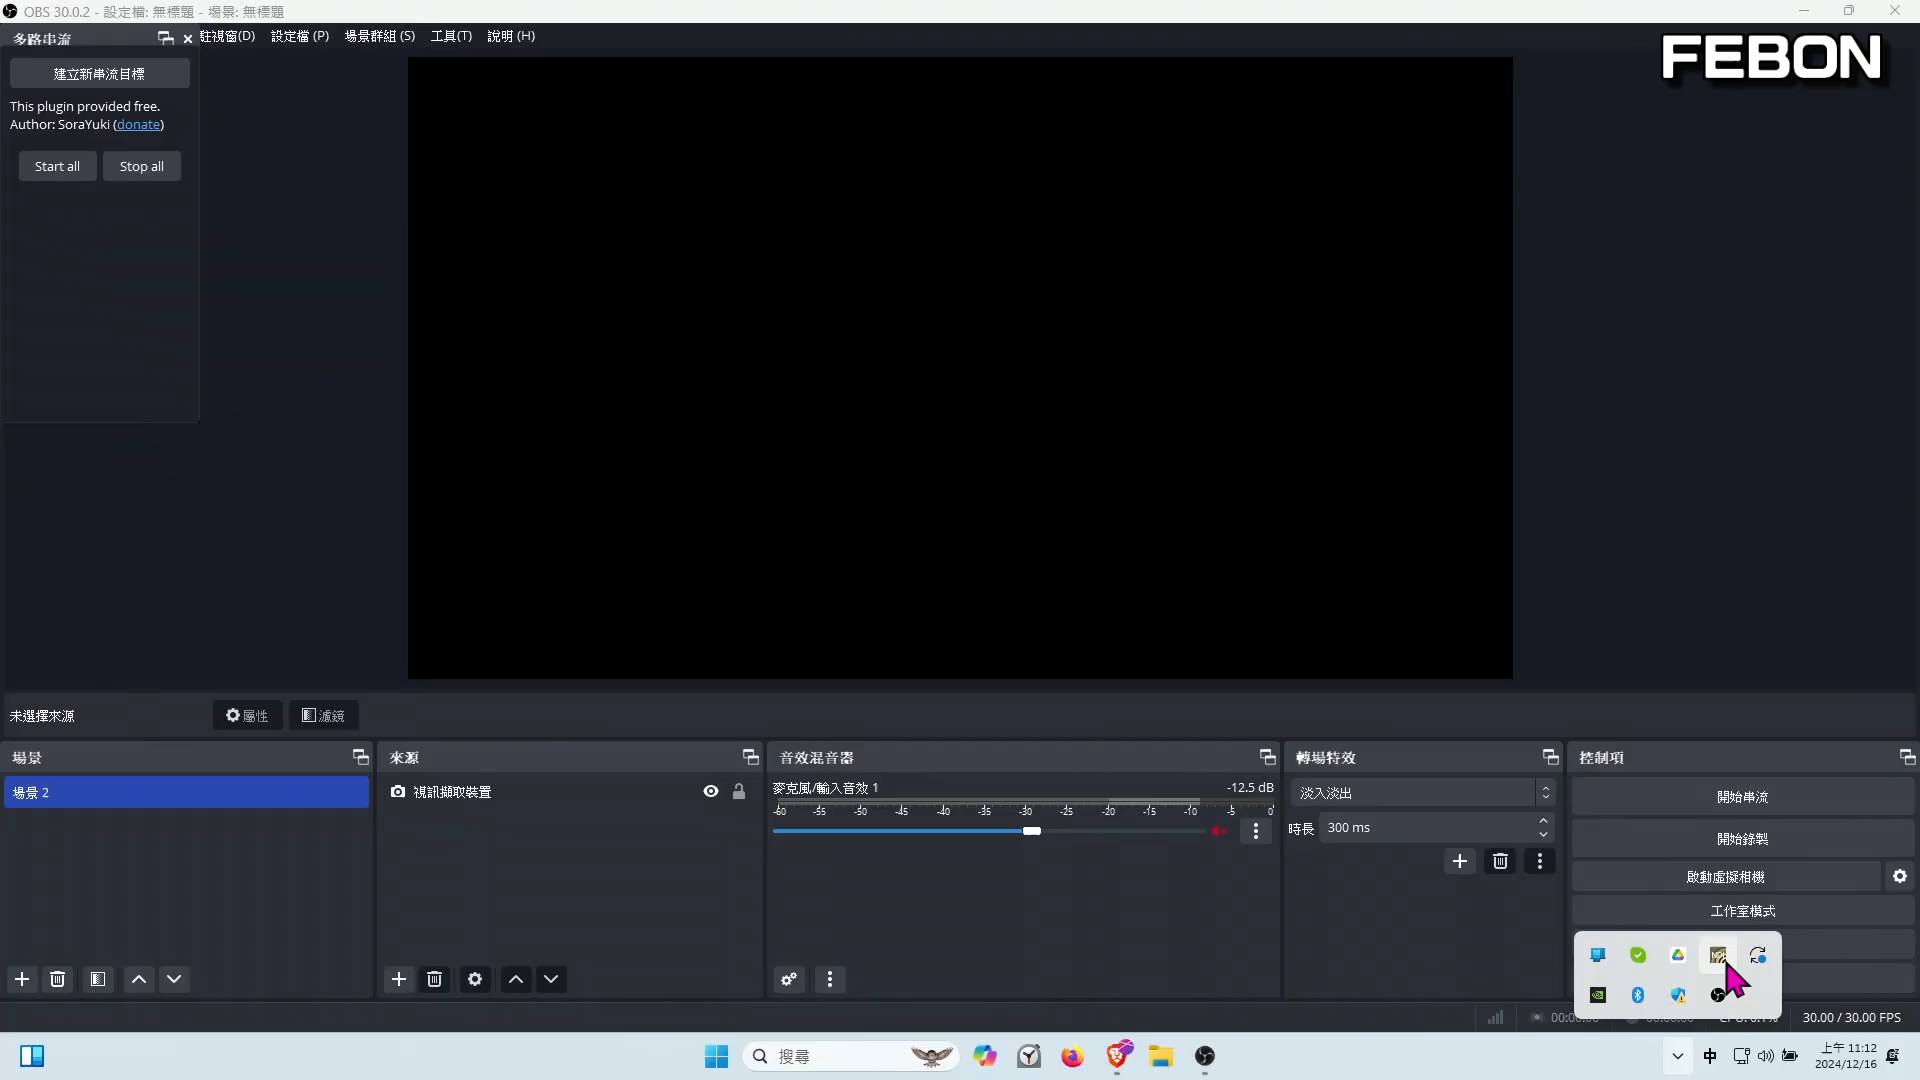 OBS 30.0.2 - 設定檔: 無標題 - 場景: 無標題
多路串流
駐視窗(D)
設定檔 (P)
場景群組 (S)
工具(T)
說明 (H)
FEBON
建立新串流目標
This plugin provided free.
Author: SoraYuki (donate)
Start all
Stop all
未選擇來源
屬性
濾鏡
場景
來源
音效混音器
轉場特效
控制項
場景 2
視訊擷取裝置
麥克風/輸入音效 1
-12.5 dB
-60 -55 -50 -45 -40 -35 -30 -25 -20 -15 -10 -5 0
淡入淡出
時長
300 ms
開始串流
開始錄製
啟動虛擬相機
工作室模式
30.00 / 30.00 FPS
搜尋
中
上午 11:12
2024/12/16